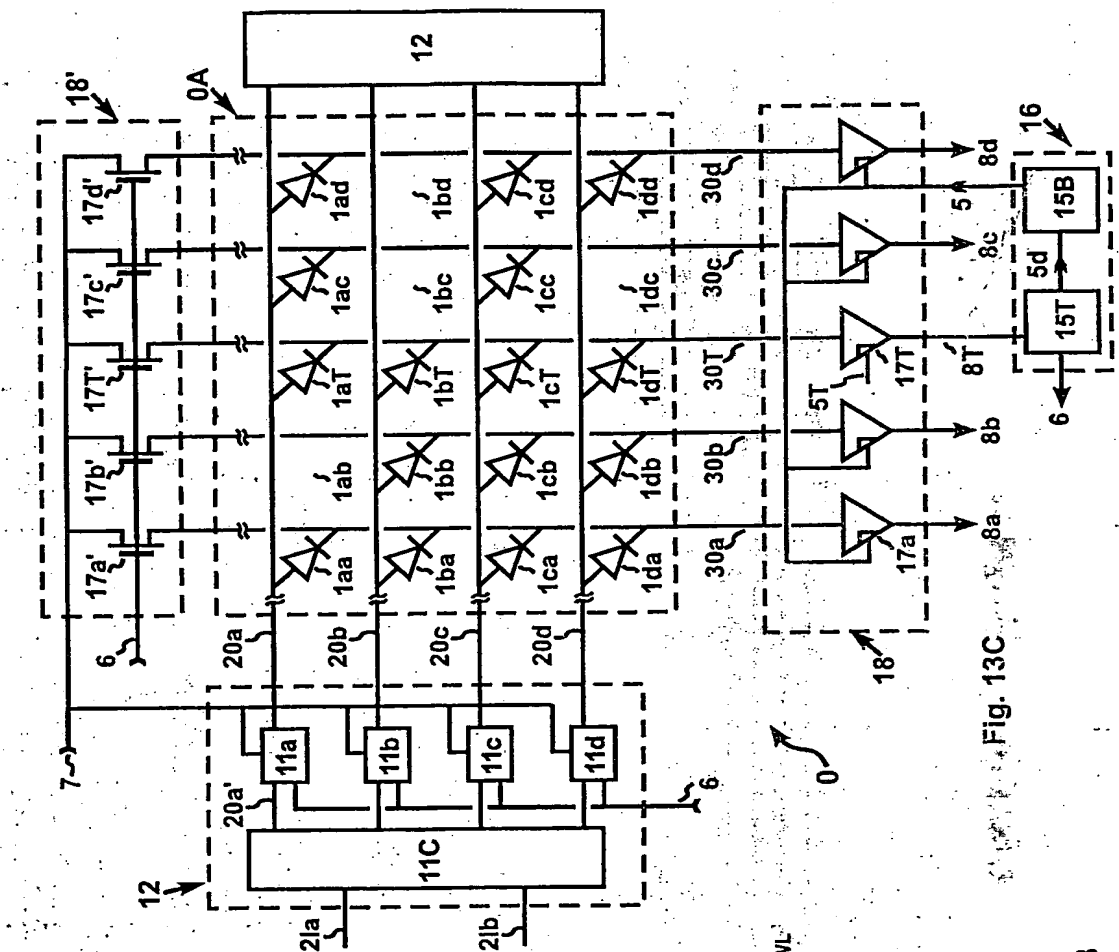 18'
0A
12
17a'
17b'
17T'
17c'
17d'
7
6
20a
20b
20c
20d
1aa
1ab
1aT
1ac
1ad
1ba
1bb
1bT
1bc
1bd
1ca
1cb
1cT
1cc
1cd
1da
1db
1dT
1dc
1dd
12
11a
11b
11c
11d
20a'
11C
6
21a
21b
30a
30b
30T
30c
30d
18
17a
5T
17T
5
8a
8b
8T
8c
8d
16
15T
5d
15B
6
0
Fig. 13C
WL